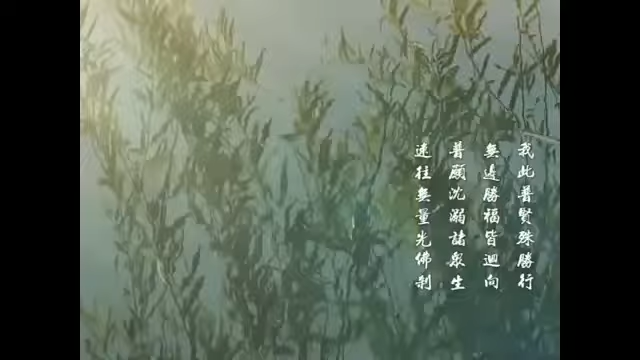 我此普賢殊勝行
無邊勝福皆迴向
普願沈溺諸眾生
速往無量光佛剎